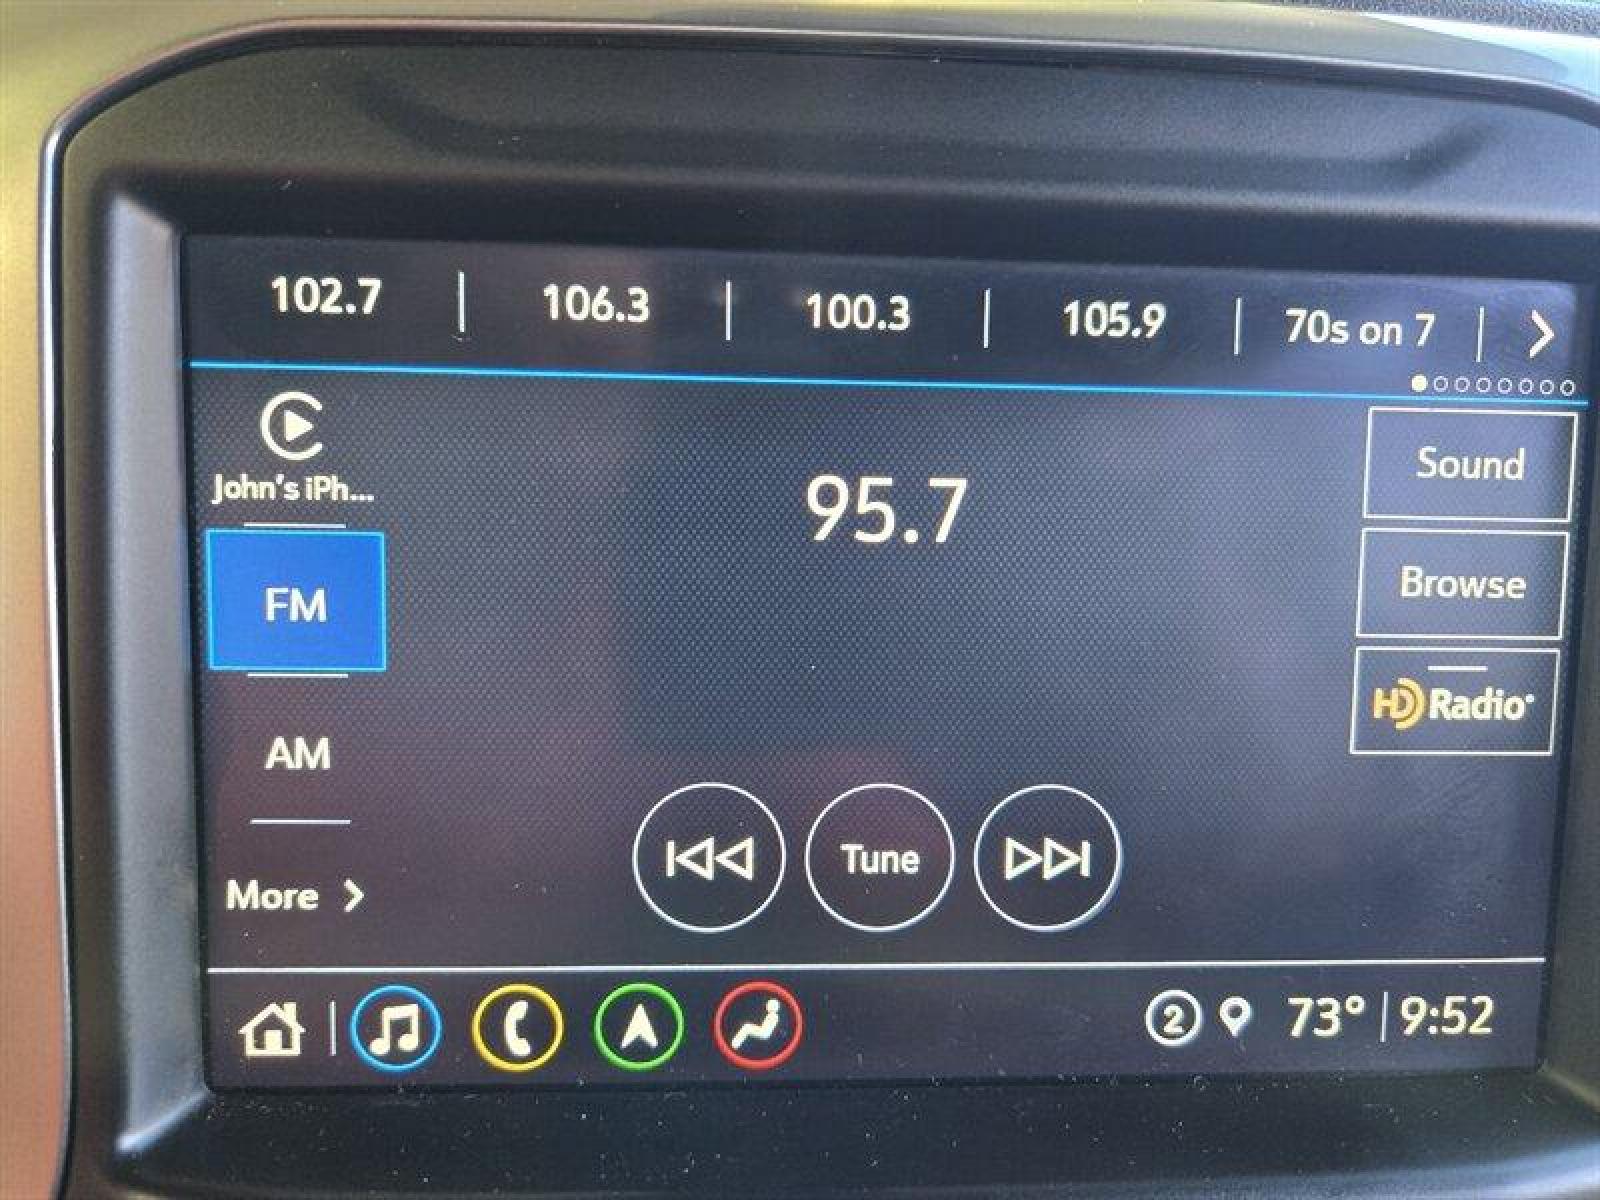 102.7 106.3 100.3 105.9 70s on 7
John's iPh...
95.7
Sound
FM
Browse
HD Radio
AM
Tune
More
2 73° 9:52